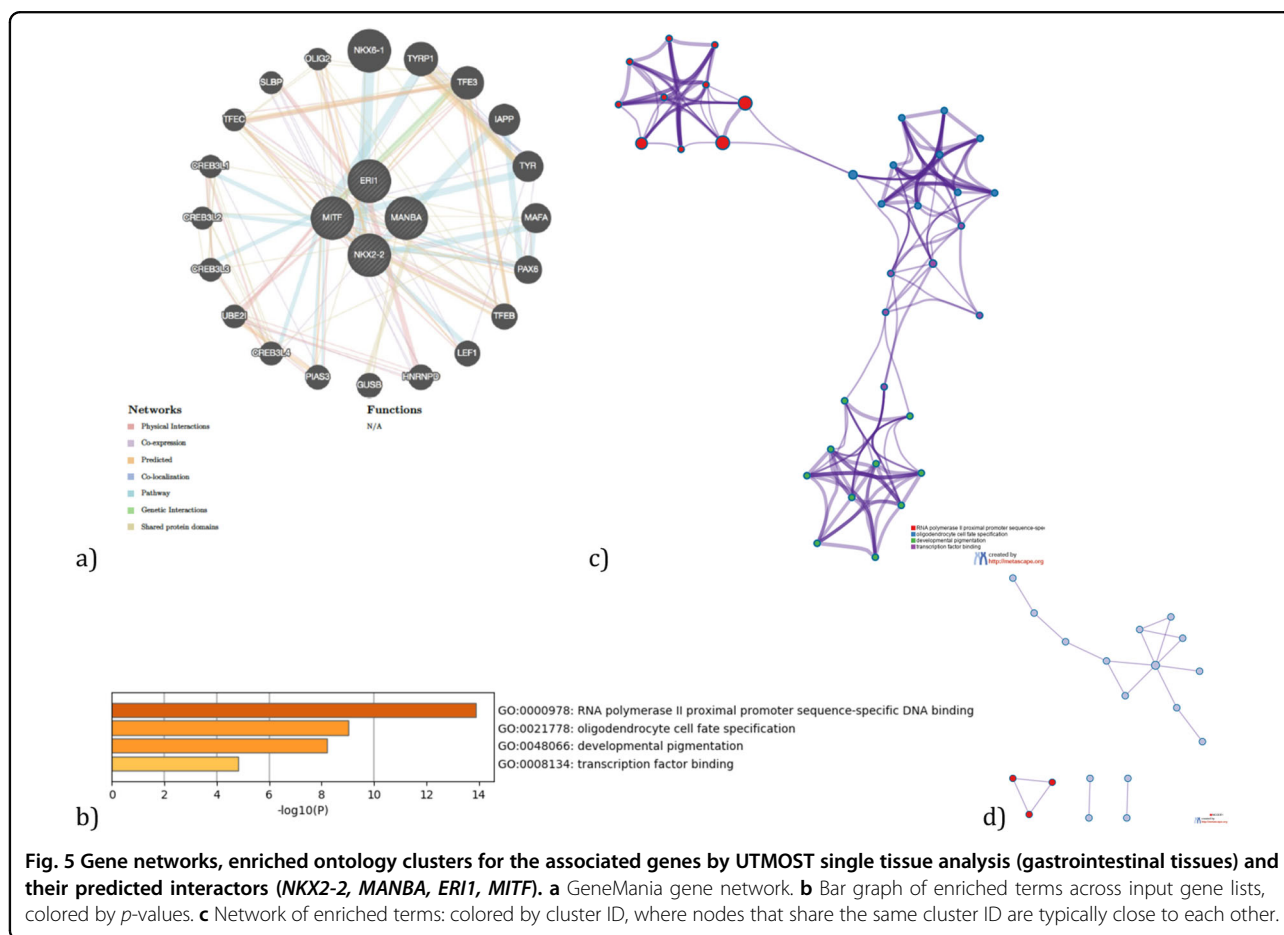 NKX6-1
TYRP1
TFE3
IAPP
TYR
MAFA
PAX6
TFEB
LEF1
GUSB
PIAS3
CREB3L4
UBE2I
CREB3L3
CREB3L2
CREB3L1
TFEC
SLBP
OLIG2
ERI1
MITF
MANBA
NKX2-2
Networks
Physical Interactions
Co-expression
Predicted
Co-localization
Pathway
Genetic Interactions
Shared protein domains
Functions
N/A
a)
RNA polymerase II proximal promoter sequence-spe-
oligodendrocyte cell fate specification
developmental pigmentation
transcription factor binding
created by
http://metascape.org
c)
GO:0000978: RNA polymerase II proximal promoter sequence-specific DNA binding
GO:0021778: oligodendrocyte cell fate specification
GO:0048066: developmental pigmentation
GO:0008134: transcription factor binding
0 2 4 6 8 10 12 14
-log10(P)
b)
d)
Fig. 5 Gene networks, enriched ontology clusters for the associated genes by UTMOST single tissue analysis (gastrointestinal tissues) and
their predicted interactors (NKX2-2, MANBA, ERI1, MITF). a GeneMania gene network. b Bar graph of enriched terms across input gene lists,
colored by p-values. c Network of enriched terms: colored by cluster ID, where nodes that share the same cluster ID are typically close to each other.